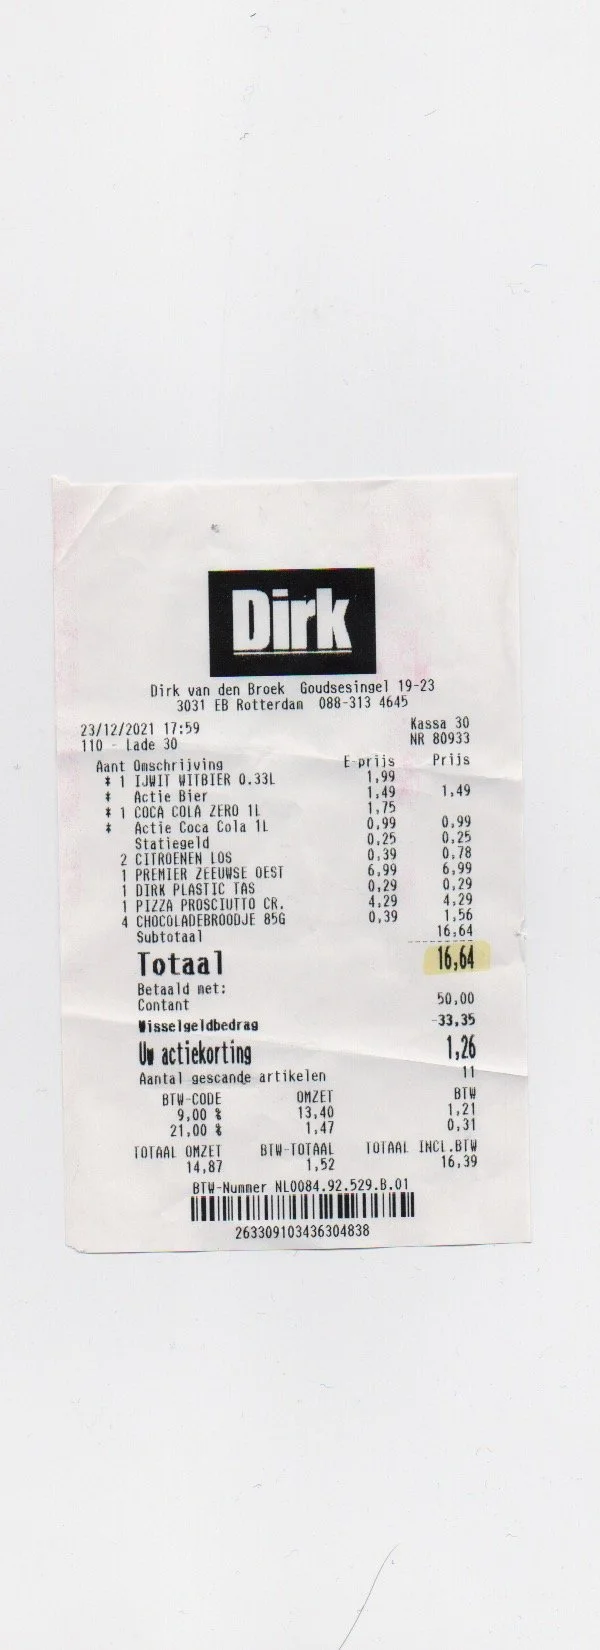 Dirk
Dirk van den Broek Goudsesingel 19-23
3031 EB Rotterdam 088-313 4645
23/12/2021 17:59 Kassa 30
110 - Lade 30 NR 80933
Aant Omschrijving E-prijs Prijs
* 1 IJWIT WITBIER 0.33L 1,99
* Actie Bier 1,49 1,49
* 1 COCA COLA ZERO 1L 1,75
* Actie Coca Cola 1L 0,99 0,99
Statiegeld 0,25 0,25
2 CITROENEN LOS 0,39 0,78
1 PREMIER ZEEUWSE OEST 6,99 6,99
1 DIRK PLASTIC TAS 0,29 0,29
1 PIZZA PROSCIUTTO CR. 4,29 4,29
4 CHOCOLADEBROODJE 85G 0,39 1,56
Subtotaal 16,64
Totaal 16,64
Betaald met:
Contant 50,00
Wisselgeldbedrag -33,35
Uw actiekorting 1,26
Aantal gescande artikelen 11
BTW-CODE OMZET BTW
9,00 % 13,40 1,21
21,00 % 1,47 0,31
TOTAAL OMZET BTW-TOTAAL TOTAAL INCL.BTW
14,87 1,52 16,39
BTW-Nummer NL0084.92.529.B.01
263309103436304838